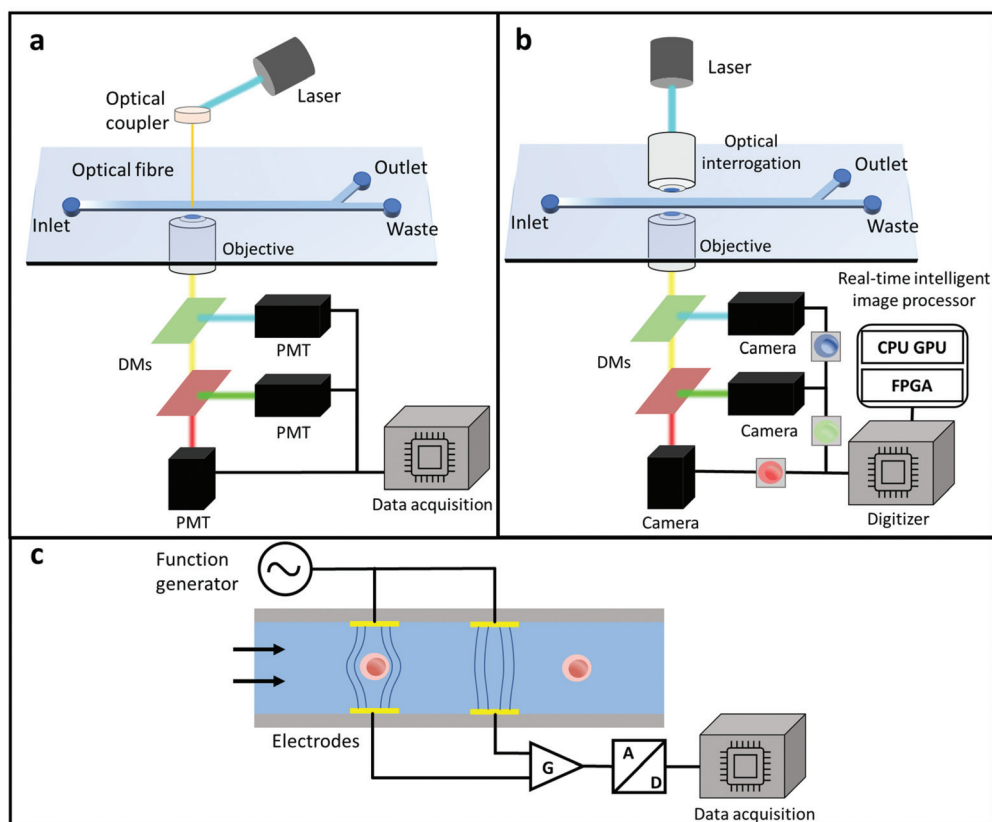 a
Laser
Optical
coupler
Optical fibre
Outlet
Inlet
Waste
Objective
DMs
PMT
PMT
PMT
Data acquisition
b
Laser
Optical
interrogation
Outlet
Inlet
Waste
Objective
Real-time intelligent
image processor
DMs
Camera
CPU GPU
FPGA
Camera
Camera
Digitizer
c
Function
generator
Electrodes
G
A
D
Data acquisition